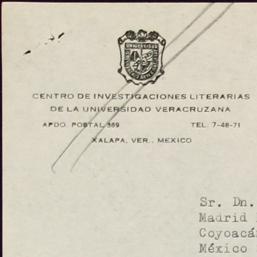 CENTRO DE INVESTIGACIONES LITERARIAS
DE LA UNIVERSIDAD VERACRUZANA
APDO. POSTAL 369 TEL. 7-48-71
XALAPA, VER., MEXICO
Sr. Dn.
Madrid
Coyoacá
México